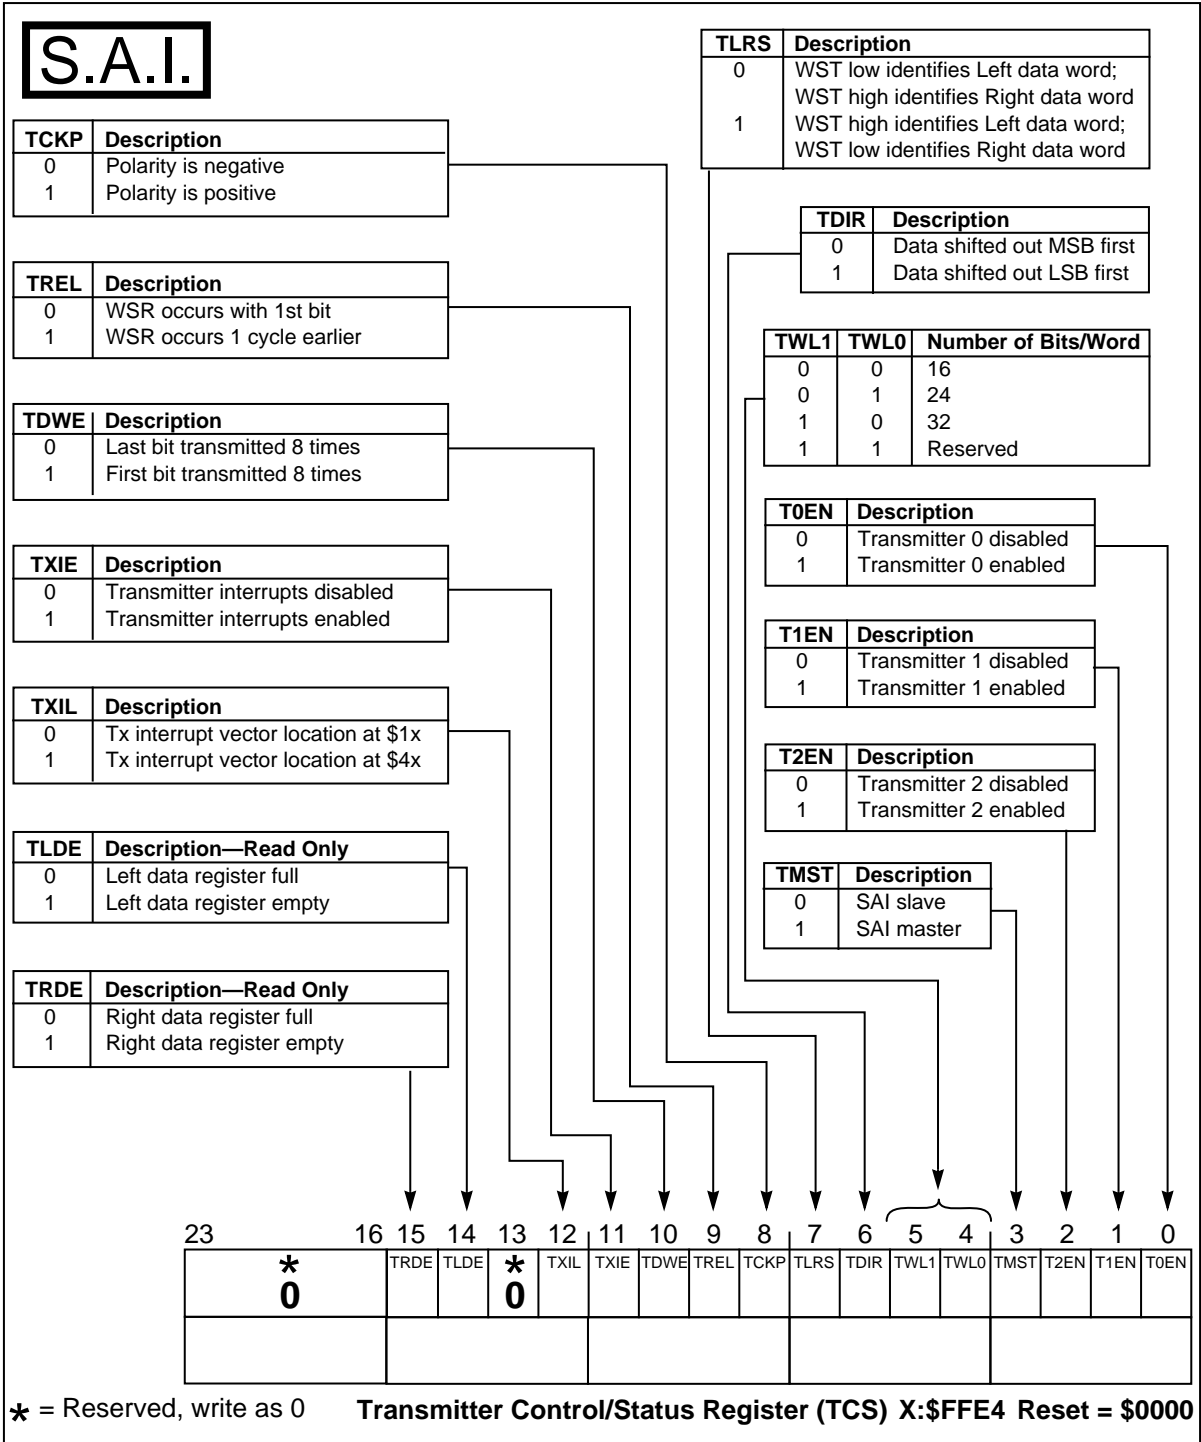 S.A.I.
TLRS Description
0 WST low identifies Left data word;
WST high identifies Right data word
1 WST high identifies Left data word;
WST low identifies Right data word
TCKP Description
0 Polarity is negative
1 Polarity is positive
TDIR Description
0 Data shifted out MSB first
1 Data shifted out LSB first
TREL Description
0 WSR occurs with 1st bit
1 WSR occurs 1 cycle earlier
TWL1 TWL0 Number of Bits/Word
0 0 16
0 1 24
1 0 32
1 1 Reserved
TDWE Description
0 Last bit transmitted 8 times
1 First bit transmitted 8 times
T0EN Description
0 Transmitter 0 disabled
1 Transmitter 0 enabled
TXIE Description
0 Transmitter interrupts disabled
1 Transmitter interrupts enabled
T1EN Description
0 Transmitter 1 disabled
1 Transmitter 1 enabled
TXIL Description
0 Tx interrupt vector location at $1x
1 Tx interrupt vector location at $4x
T2EN Description
0 Transmitter 2 disabled
1 Transmitter 2 enabled
TLDE Description—Read Only
0 Left data register full
1 Left data register empty
TMST Description
0 SAI slave
1 SAI master
TRDE Description—Read Only
0 Right data register full
1 Right data register empty
23 16 15 14 13 12 11 10 9 8 7 6 5 4 3 2 1 0
* TRDE TLDE * TXIL TXIE TDWE TREL TCKP TLRS TDIR TWL1 TWL0 TMST T2EN T1EN T0EN
0 0
* = Reserved, write as 0 Transmitter Control/Status Register (TCS) X:$FFE4 Reset = $0000